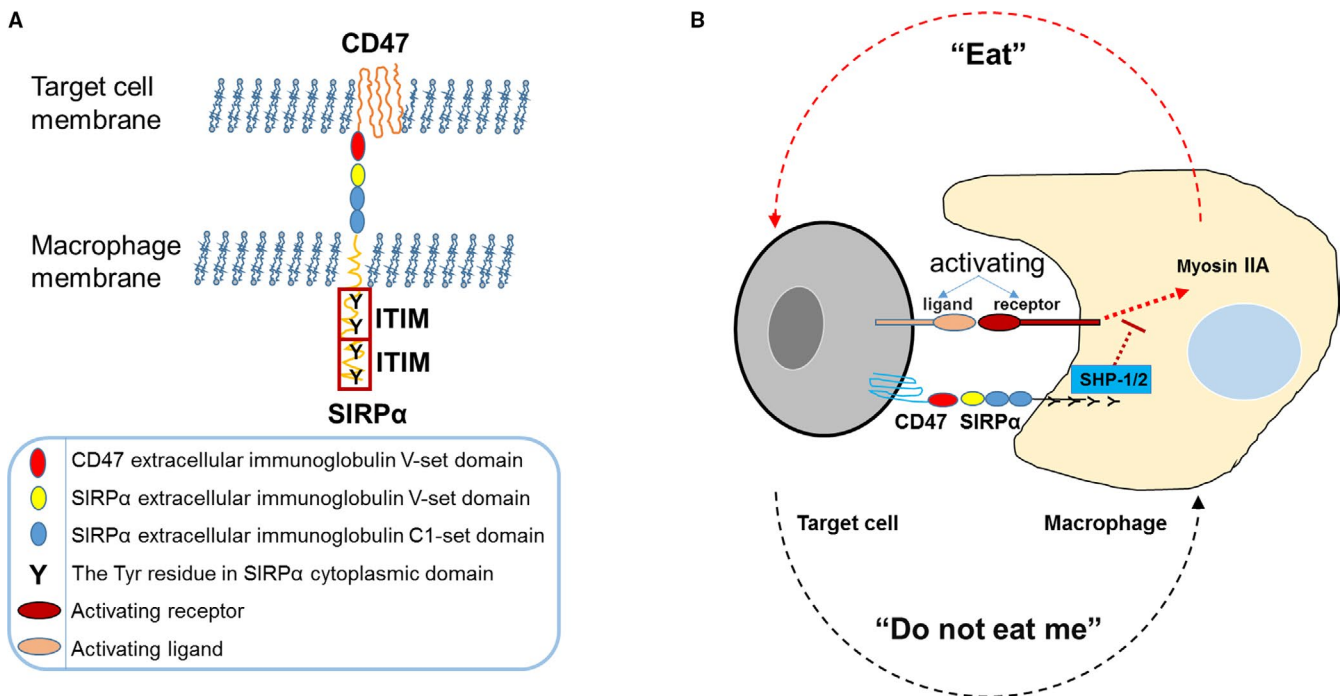 A
CD47
Target cell
membrane
Macrophage
membrane
Y
Y
ITIM
Y
Y
ITIM
SIRPα
CD47 extracellular immunoglobulin V-set domain
SIRPα extracellular immunoglobulin V-set domain
SIRPα extracellular immunoglobulin C1-set domain
Y The Tyr residue in SIRPα cytoplasmic domain
Activating receptor
Activating ligand
B
“Eat”
activating
ligand receptor
Myosin IIA
SHP-1/2
Y Y Y Y
CD47 SIRPα
Target cell Macrophage
“Do not eat me”